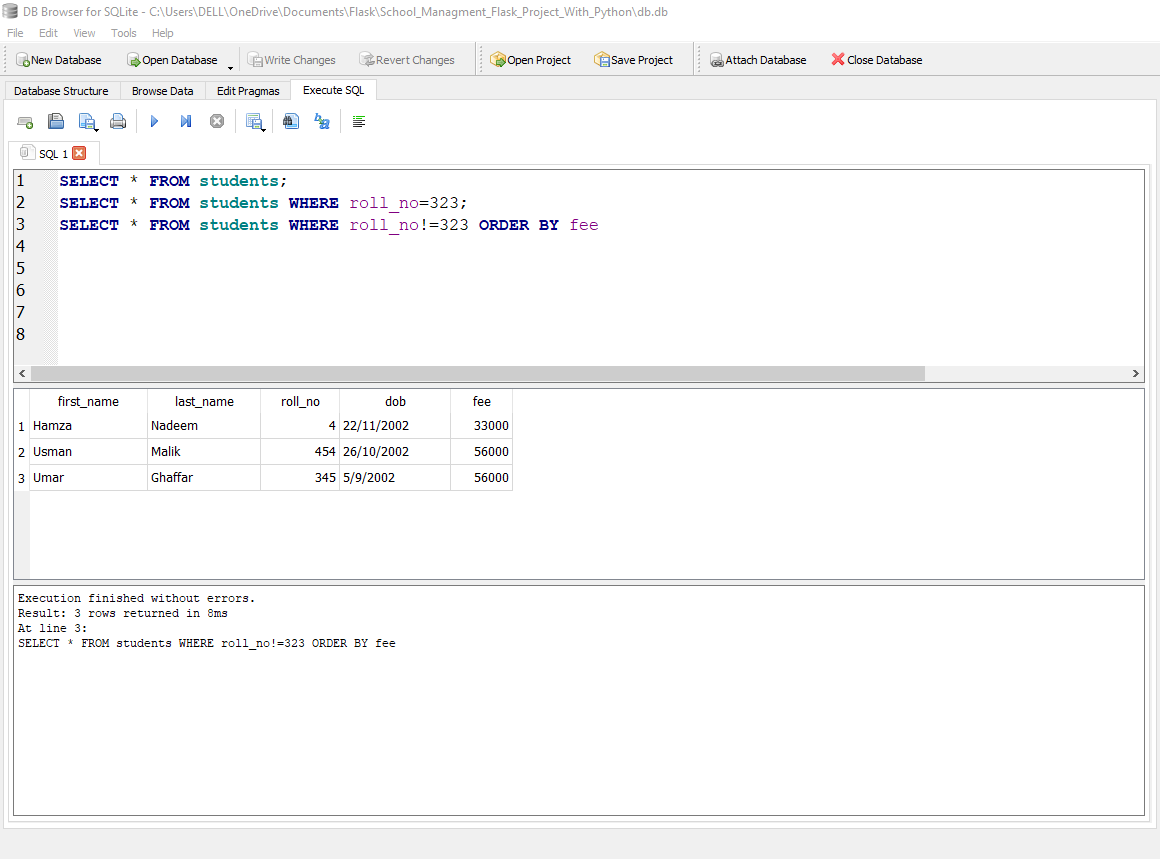 DB Browser for SQLite - C:\Users\DELL\OneDrive\Documents\Flask\School_Managment_Flask_Project_With_Python\db.db
File Edit View Tools Help
New Database Open Database Write Changes Revert Changes Open Project Save Project Attach Database Close Database
Database Structure Browse Data Edit Pragmas Execute SQL
SQL 1
1 SELECT * FROM students;
2 SELECT * FROM students WHERE roll_no=323;
3 SELECT * FROM students WHERE roll_no!=323 ORDER BY fee
4
5
6
7
8
first_name last_name roll_no dob fee
1 Hamza Nadeem 4 22/11/2002 33000
2 Usman Malik 454 26/10/2002 56000
3 Umar Ghaffar 345 5/9/2002 56000
Execution finished without errors.
Result: 3 rows returned in 8ms
At line 3:
SELECT * FROM students WHERE roll_no!=323 ORDER BY fee